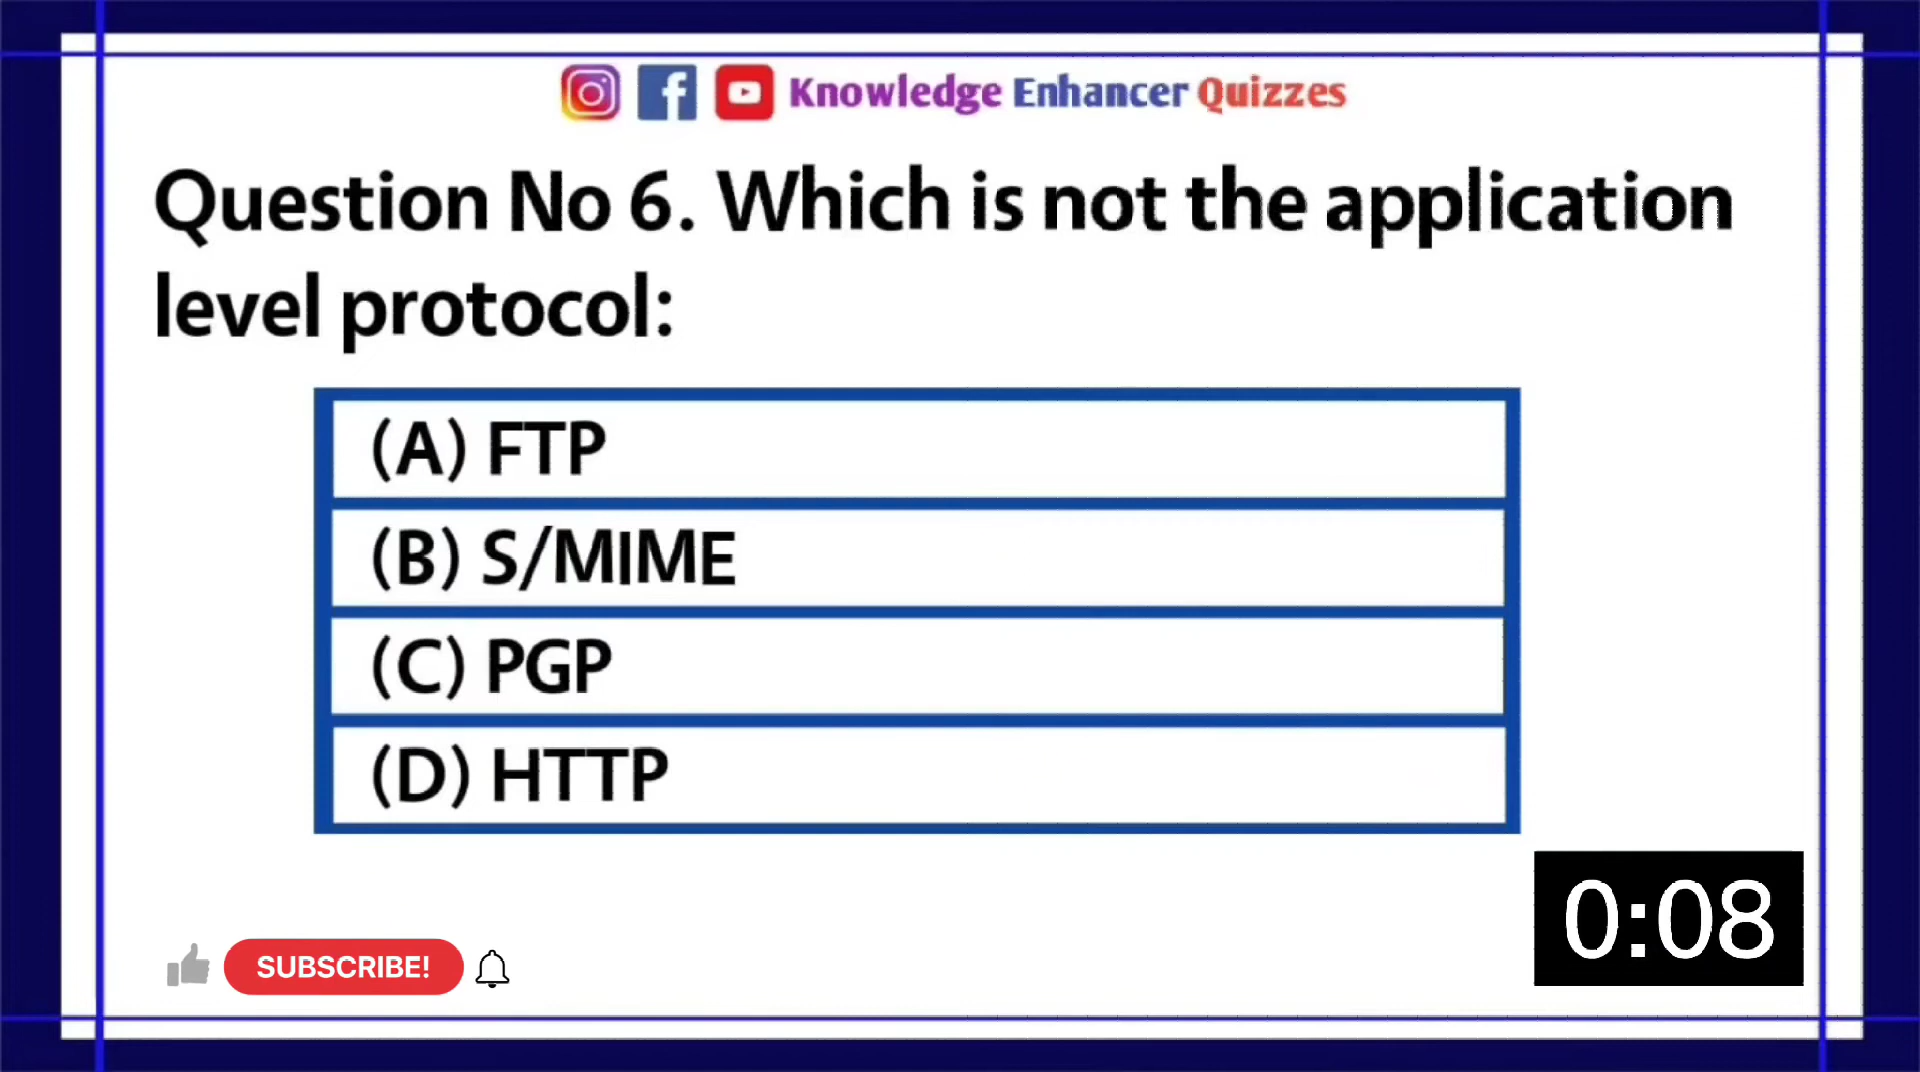 Knowledge Enhancer Quizzes
Question No 6. Which is not the application
level protocol:
(A) FTP
(B) S/MIME
(C) PGP
(D) HTTP
0:08
SUBSCRIBE!